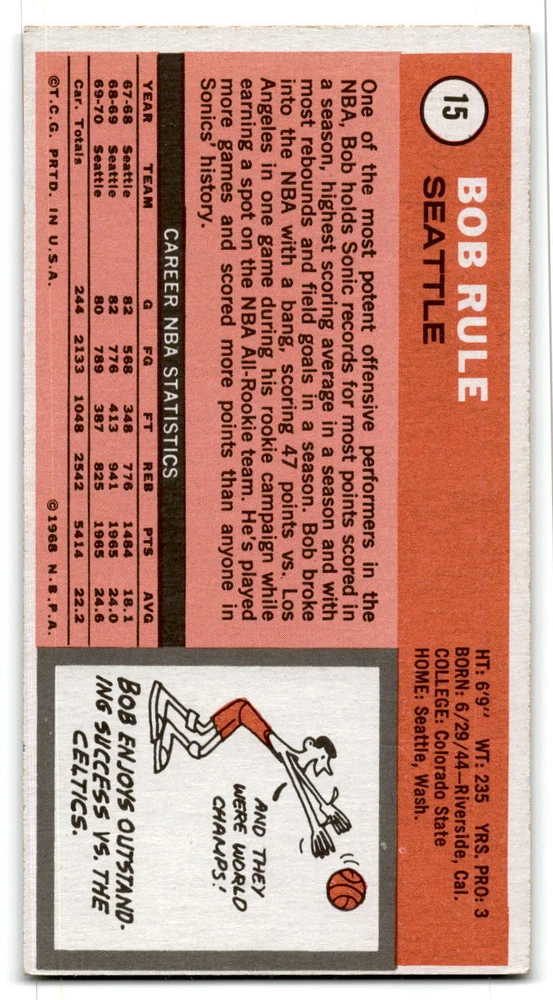 15
BOB RULE
SEATTLE
HT: 6'9" WT: 235 YRS. PRO: 3
BORN: 6/29/44—Riverside, Cal.
COLLEGE: Colorado State
HOME: Seattle, Wash.
One of the most potent offensive performers in the
NBA, Bob holds Sonic records for most points scored in
a season, highest scoring average in a season and with
most rebounds and field goals in a season. Bob broke
into the NBA with a bang, scoring 47 points vs. Los
Angeles in one game during his rookie campaign while
earning a spot on the NBA All-Rookie team. He's played
more games and scored more points than anyone in
Sonics' history.
CAREER NBA STATISTICS
YEAR TEAM G FG FT REB PTS AVG
67-68 Seattle 82 568 348 776 1484 18.1
68-69 Seattle 82 776 413 941 1965 24.0
69-70 Seattle 80 789 387 825 1965 24.6
Car. Totals 244 2133 1048 2542 5414 22.2
©T.C.G. PRTD. IN U.S.A. ©1968 N.B.P.A.
AND THEY
WERE WORLD
CHAMPS!
BOB ENJOYS OUTSTAND-
ING SUCCESS VS. THE
CELTICS.